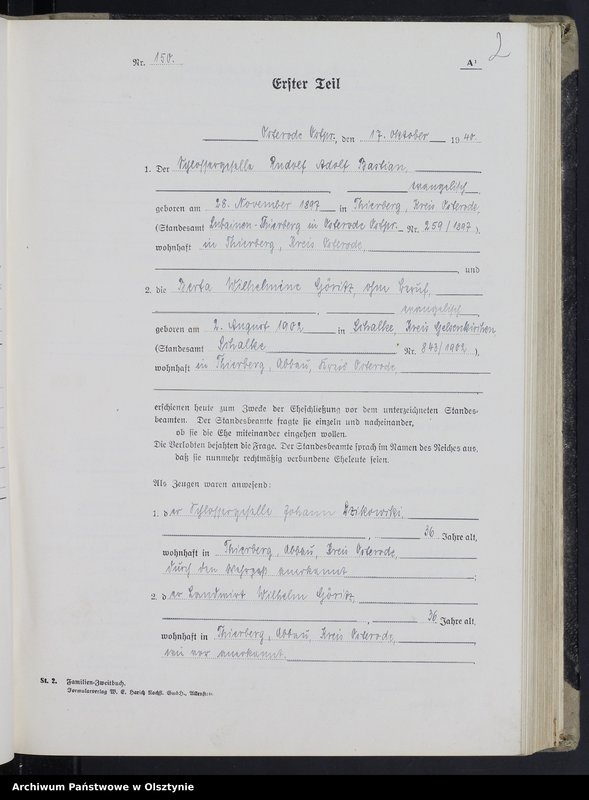 2
Nr. 150.
A¹
Erster Teil
Osterode Ostpr., den 17. Oktober 1940.
1. Der Schlossergeselle Rudolf Adolf Bastian,
evangelisch,
geboren am 28. November 1897 in Thierberg, Kreis Osterode,
(Standesamt Lubainen-Thierberg in Osterode Ostpr. Nr. 259/1897),
wohnhaft in Thierberg, Kreis Osterode,
, und
2. die Berta Wilhelmine Göritz, ohne Beruf,
evangelisch,
geboren am 2. August 1902 in Schalke, Kreis Gelsenkirchen
(Standesamt Schalke Nr. 843/1902),
wohnhaft in Thierberg, Abbau, Kreis Osterode,
erschienen heute zum Zwecke der Eheschließung vor dem unterzeichneten Standes-
beamten. Der Standesbeamte fragte sie einzeln und nacheinander,
ob sie die Ehe miteinander eingehen wollen.
Die Verlobten bejahten die Frage. Der Standesbeamte sprach im Namen des Reiches aus,
daß sie nunmehr rechtmäßig verbundene Eheleute seien.
Als Zeugen waren anwesend:
1. der Schlossergeselle Johann
, 36 Jahre alt,
wohnhaft in Thierberg, Abbau, Kreis Osterode,
durch den Wehrpaß anerkannt ;
2. der Landwirt Wilhelm Göritz,
, 36 Jahre alt,
wohnhaft in Thierberg, Abbau, Kreis Osterode,
wie vor anerkannt.
St. 2. Familien-Zweitbuch.
Formularverlag W. E. Harich Nachfl. GmbH., Allenstein.
Archiwum Państwowe w Olsztynie